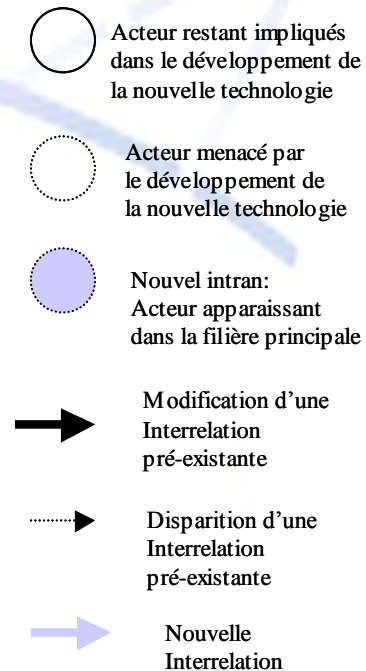 Acteur restant impliqués
dans le développement de
la nouvelle technologie
Acteur menacé par
le développement de
la nouvelle technologie
Nouvel intran:
Acteur apparaissant
dans la filière principale
Modification d’une
Interrelation
pré-existante
Disparition d’une
Interrelation
pré-existante
Nouvelle
Interrelation